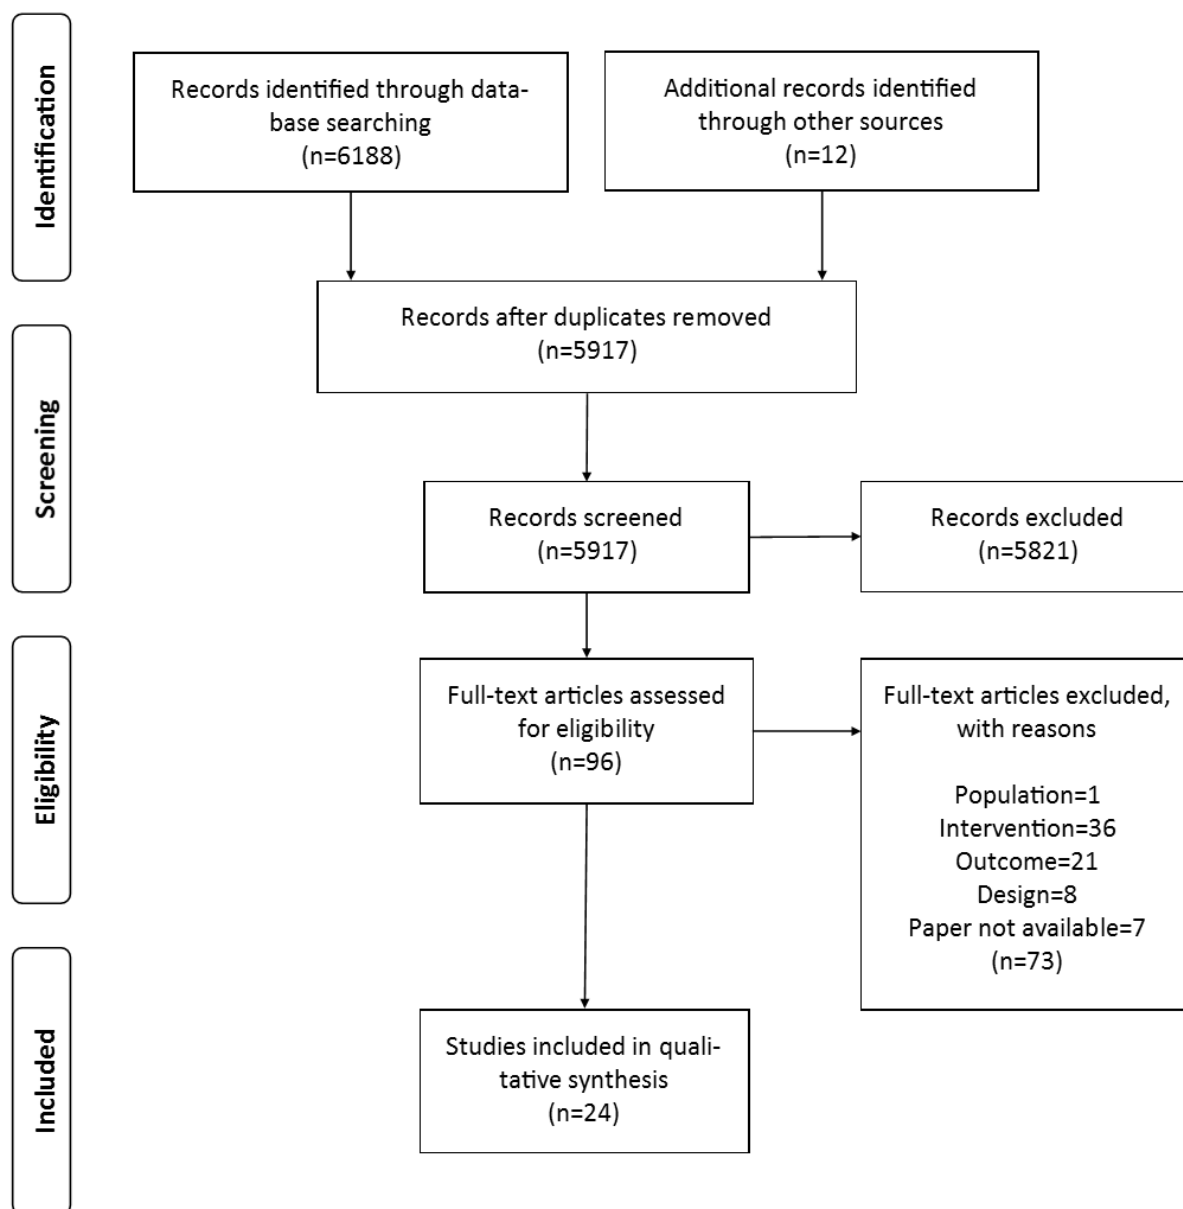 Identification
Records identified through data-
base searching
(n=6188)
Additional records identified
through other sources
(n=12)
Records after duplicates removed
(n=5917)
Screening
Records screened
(n=5917)
Records excluded
(n=5821)
Eligibility
Full-text articles assessed
for eligibility
(n=96)
Full-text articles excluded,
with reasons
Population=1
Intervention=36
Outcome=21
Design=8
Paper not available=7
(n=73)
Included
Studies included in quali-
tative synthesis
(n=24)